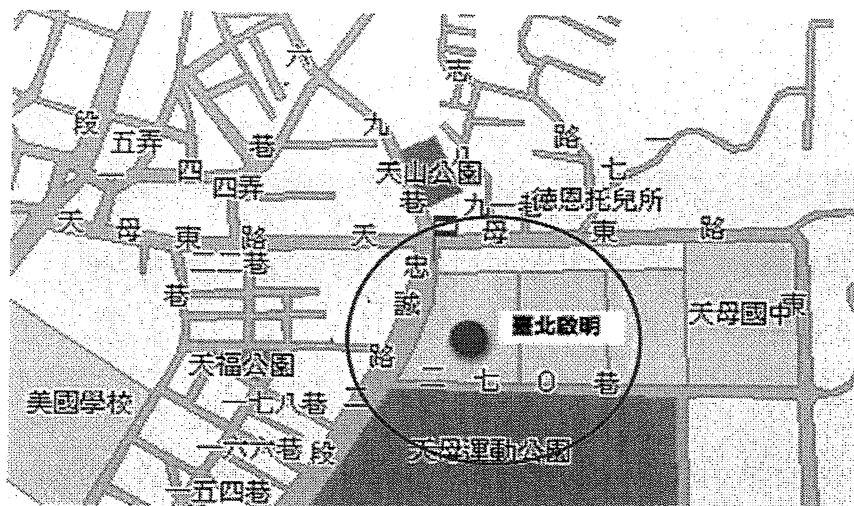 六
九
巷
志
路
一
七
段
五弄
一
四
巷
四弄
天山公園
九一巷
德恩托兒所
天母東路
天母東路
二二巷
巷
忠誠路二段
臺北啟明
天母國中
東
天福公園
二七0巷
美國學校
一七八巷
一六六巷
一五四巷
天母運動公園